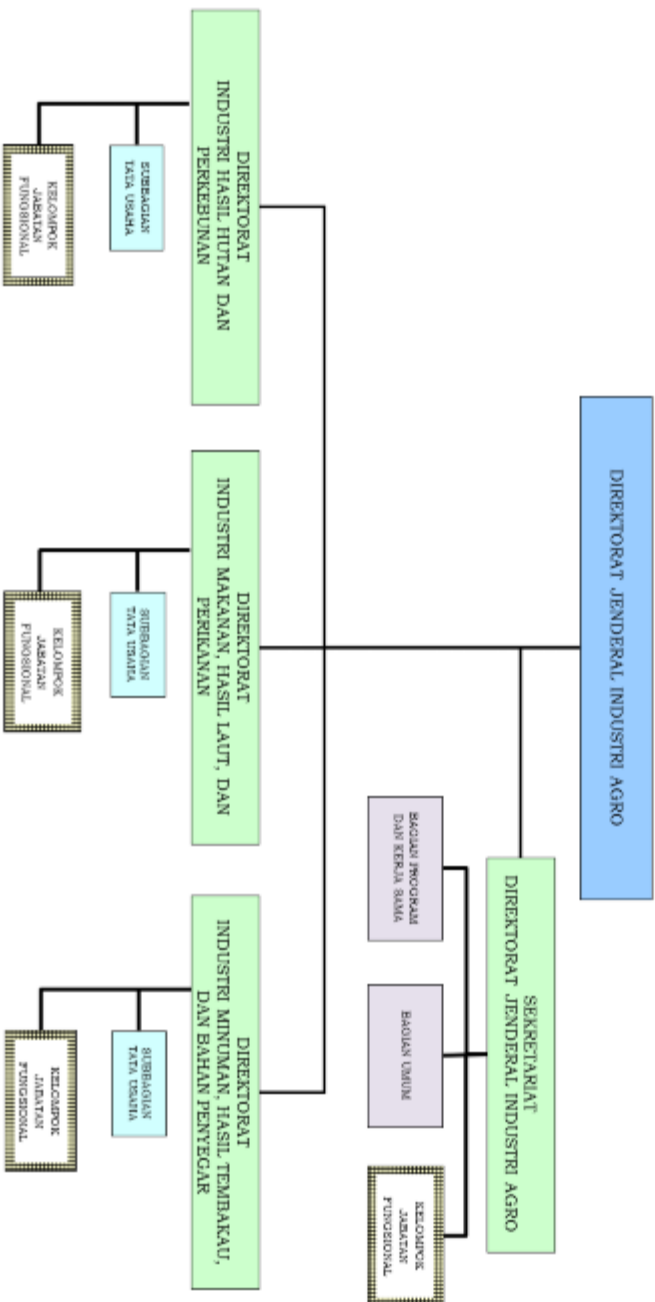 DIREKTORAT JENDERAL INDUSTRI AGRO
SEKRETARIAT
DIREKTORAT JENDERAL INDUSTRI AGRO
BAGIAN PROGRAM
DAN KERJA SAMA
BAGIAN UMUM
KELOMPOK
JABATAN
FUNGSIONAL
DIREKTORAT
INDUSTRI HASIL HUTAN DAN
PERKEBUNAN
SUBBAGIAN
TATA USAHA
KELOMPOK
JABATAN
FUNGSIONAL
DIREKTORAT
INDUSTRI MAKANAN, HASIL LAUT, DAN
PERIKANAN
SUBBAGIAN
TATA USAHA
KELOMPOK
JABATAN
FUNGSIONAL
DIREKTORAT
INDUSTRI MINUMAN, HASIL TEMBAKAU,
DAN BAHAN PENYEGAR
SUBBAGIAN
TATA USAHA
KELOMPOK
JABATAN
FUNGSIONAL